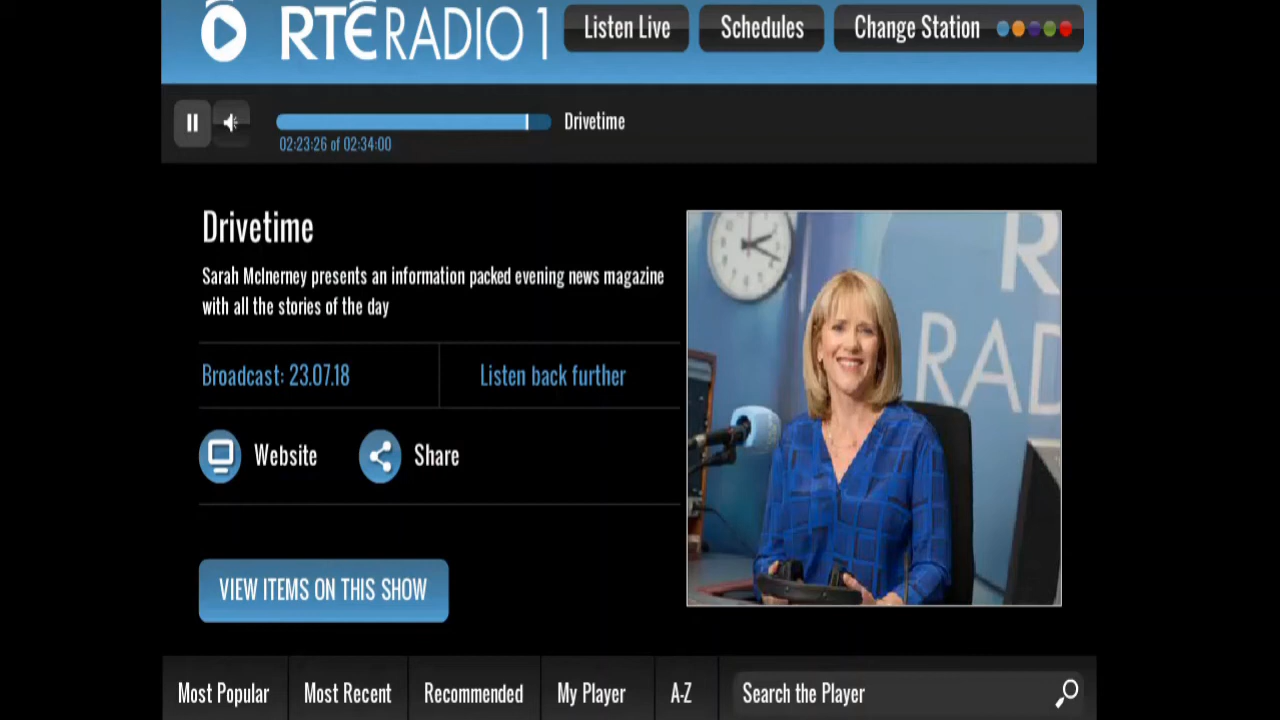 RTÉ RADIO 1
Listen Live
Schedules
Change Station
Drivetime
02:23:26 of 02:34:00
Drivetime
Sarah McInerney presents an information packed evening news magazine
with all the stories of the day
Broadcast: 23.07.18
Listen back further
Website
Share
R
RAD
VIEW ITEMS ON THIS SHOW
Most Popular
Most Recent
Recommended
My Player
A-Z
Search the Player